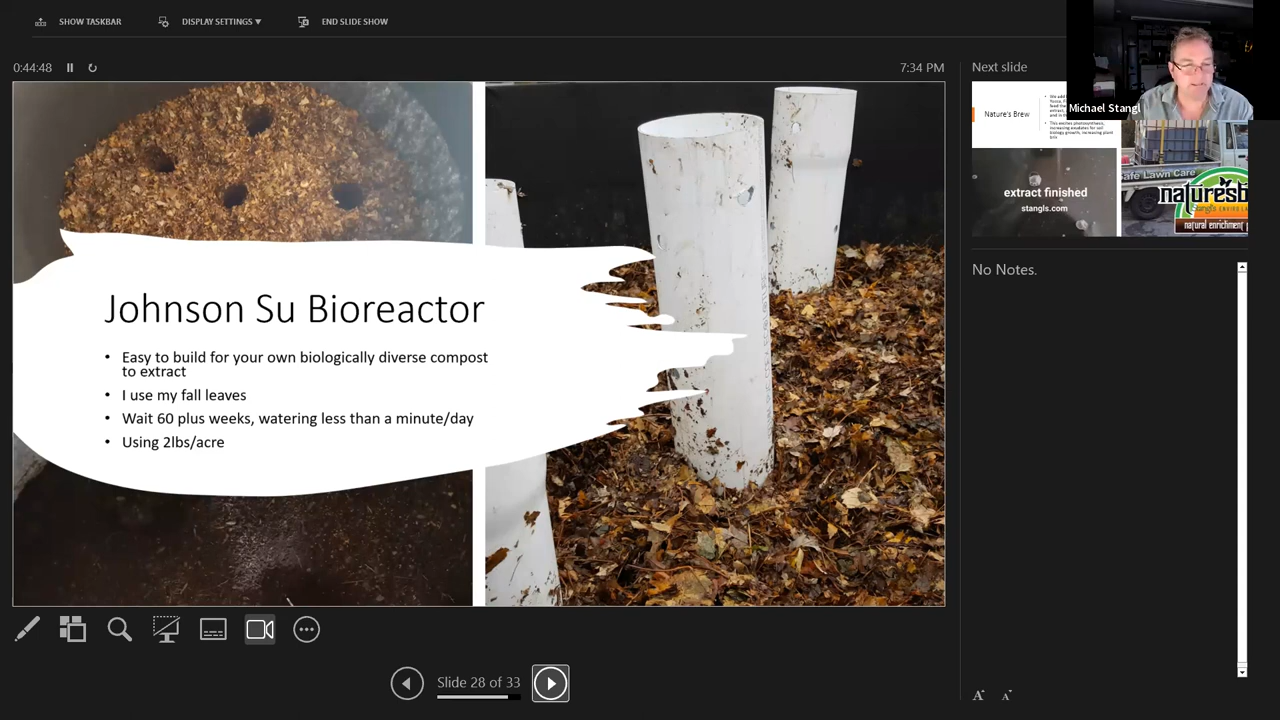 SHOW TASKBAR
DISPLAY SETTINGS
END SLIDE SHOW
0:44:48
7:34 PM
Next slide
Michael Stangl
Johnson Su Bioreactor
• Easy to build for your own biologically diverse compost
to extract
• I use my fall leaves
• Wait 60 plus weeks, watering less than a minute/day
• Using 2lbs/acre
Nature's Brew
extract finished
stangls.com
Safe Lawn Care
natural enrichment
No Notes.
Slide 28 of 33